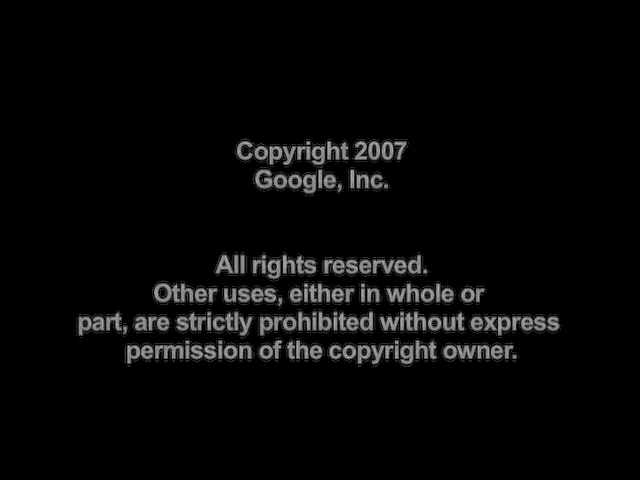 Copyright 2007
Google, Inc.
All rights reserved.
Other uses, either in whole or
part, are strictly prohibited without express
permission of the copyright owner.